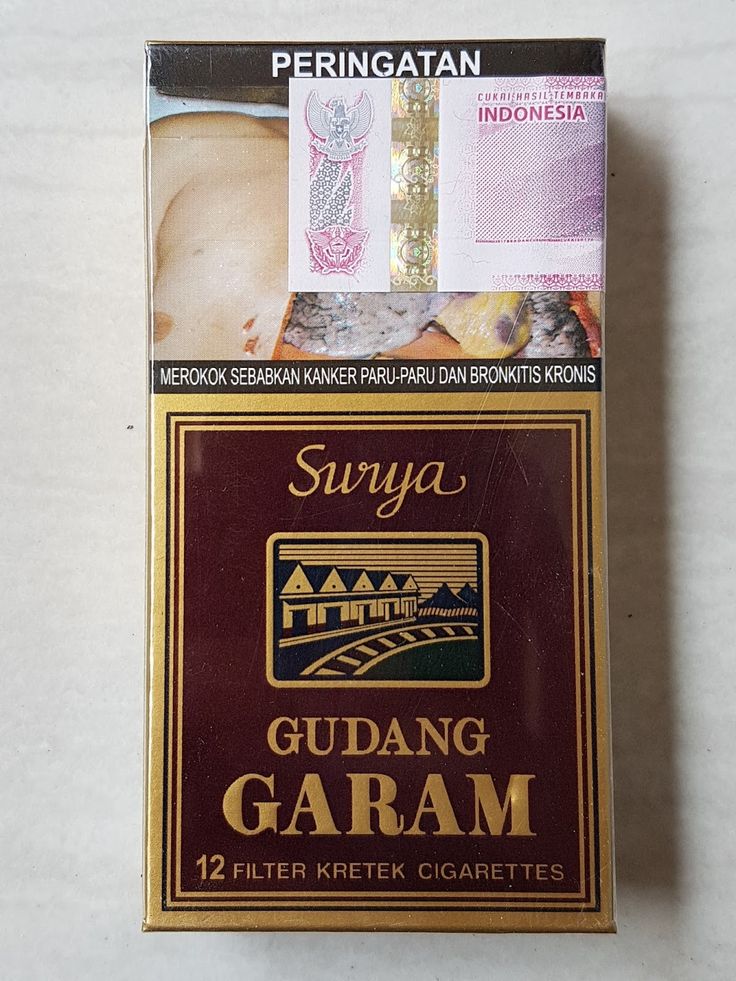 PERINGATAN
CUKAI HASIL TEMBAKA
INDONESIA
MEROKOK SEBABKAN KANKER PARU-PARU DAN BRONKITIS KRONIS
Surya
GUDANG
GARAM
12 FILTER KRETEK CIGARETTES